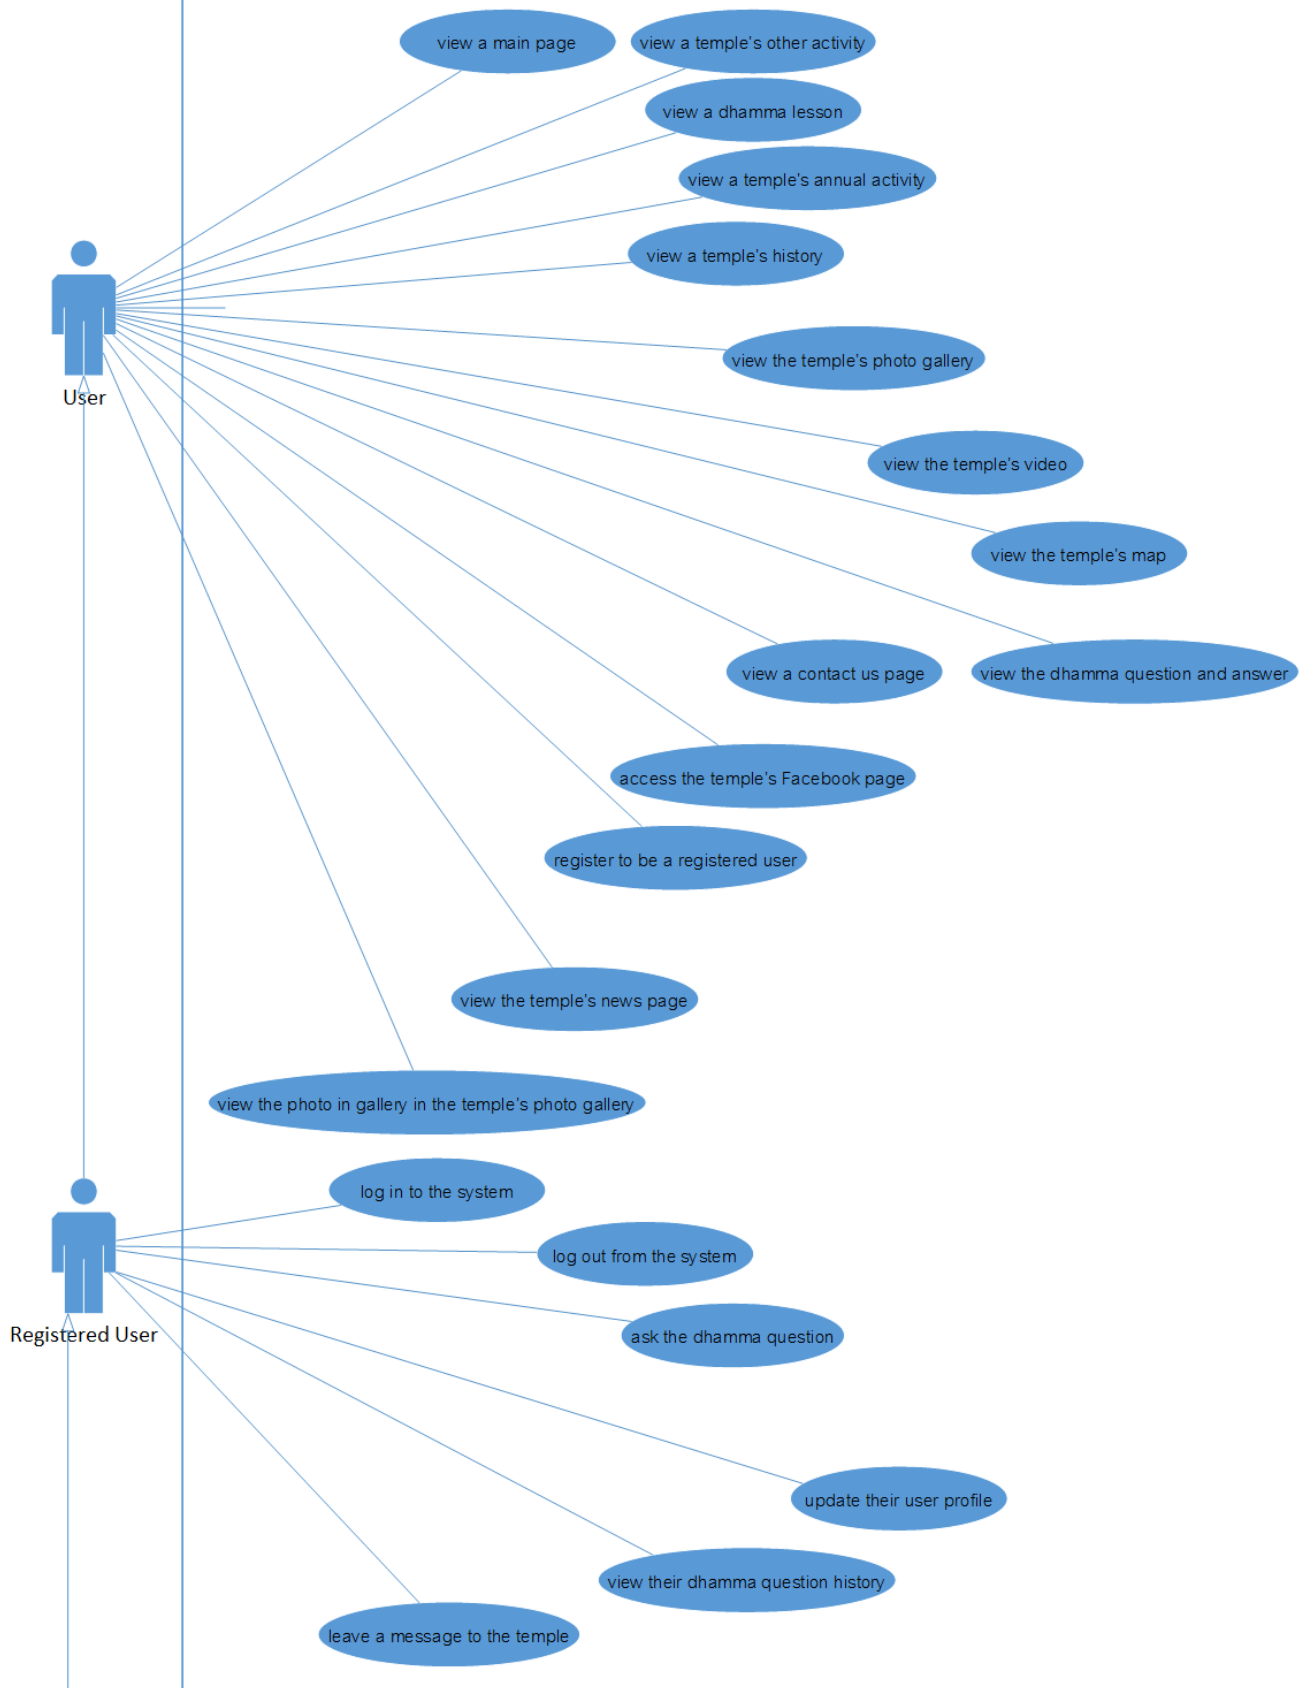 view a main page
view a temple's other activity
view a dhamma lesson
view a temple's annual activity
view a temple's history
view the temple's photo gallery
User
view the temple's video
view the temple's map
view a contact us page
view the dhamma question and answer
access the temple's Facebook page
register to be a registered user
view the temple's news page
view the photo in gallery in the temple's photo gallery
log in to the system
log out from the system
Registered User
ask the dhamma question
update their user profile
view their dhamma question history
leave a message to the temple